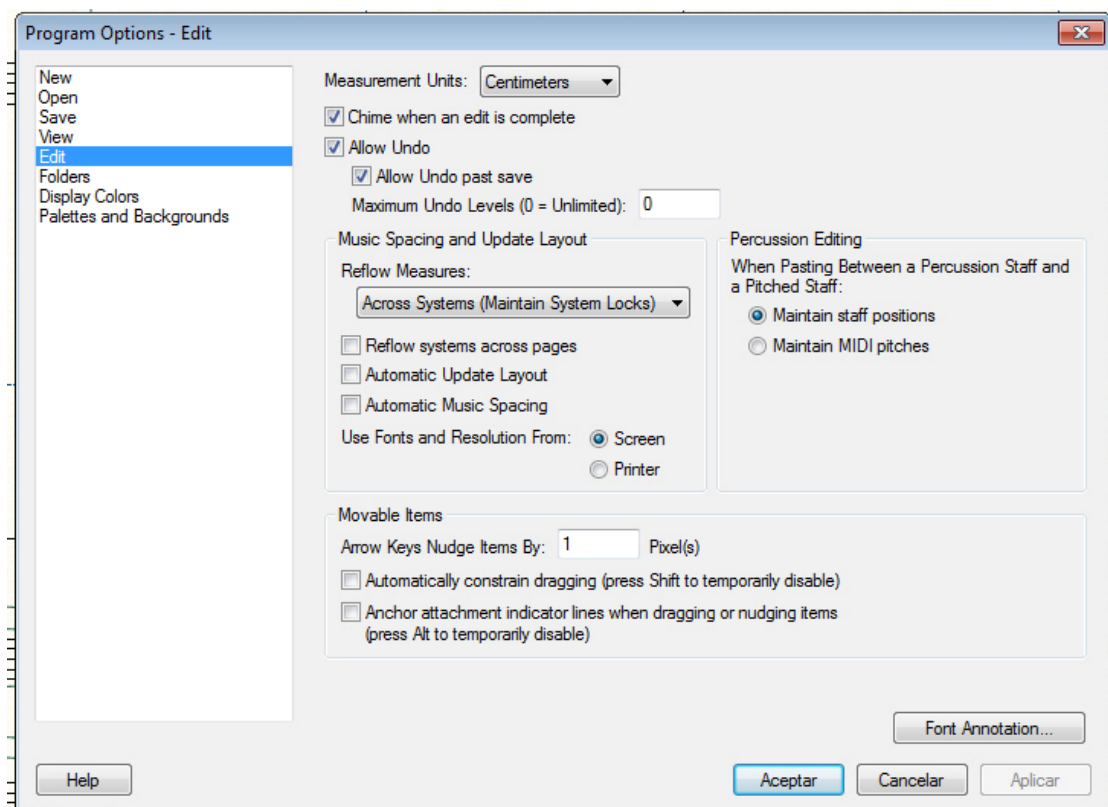 Program Options - Edit
New
Open
Save
View
Edit
Folders
Display Colors
Palettes and Backgrounds
Measurement Units: Centimeters
Chime when an edit is complete
Allow Undo
Allow Undo past save
Maximum Undo Levels (0 = Unlimited): 0
Music Spacing and Update Layout
Reflow Measures:
Across Systems (Maintain System Locks)
Reflow systems across pages
Automatic Update Layout
Automatic Music Spacing
Use Fonts and Resolution From: Screen
Printer
Percussion Editing
When Pasting Between a Percussion Staff and
a Pitched Staff:
Maintain staff positions
Maintain MIDI pitches
Movable Items
Arrow Keys Nudge Items By: 1 Pixel(s)
Automatically constrain dragging (press Shift to temporarily disable)
Anchor attachment indicator lines when dragging or nudging items
(press Alt to temporarily disable)
Font Annotation...
Help
Aceptar
Cancelar
Aplicar